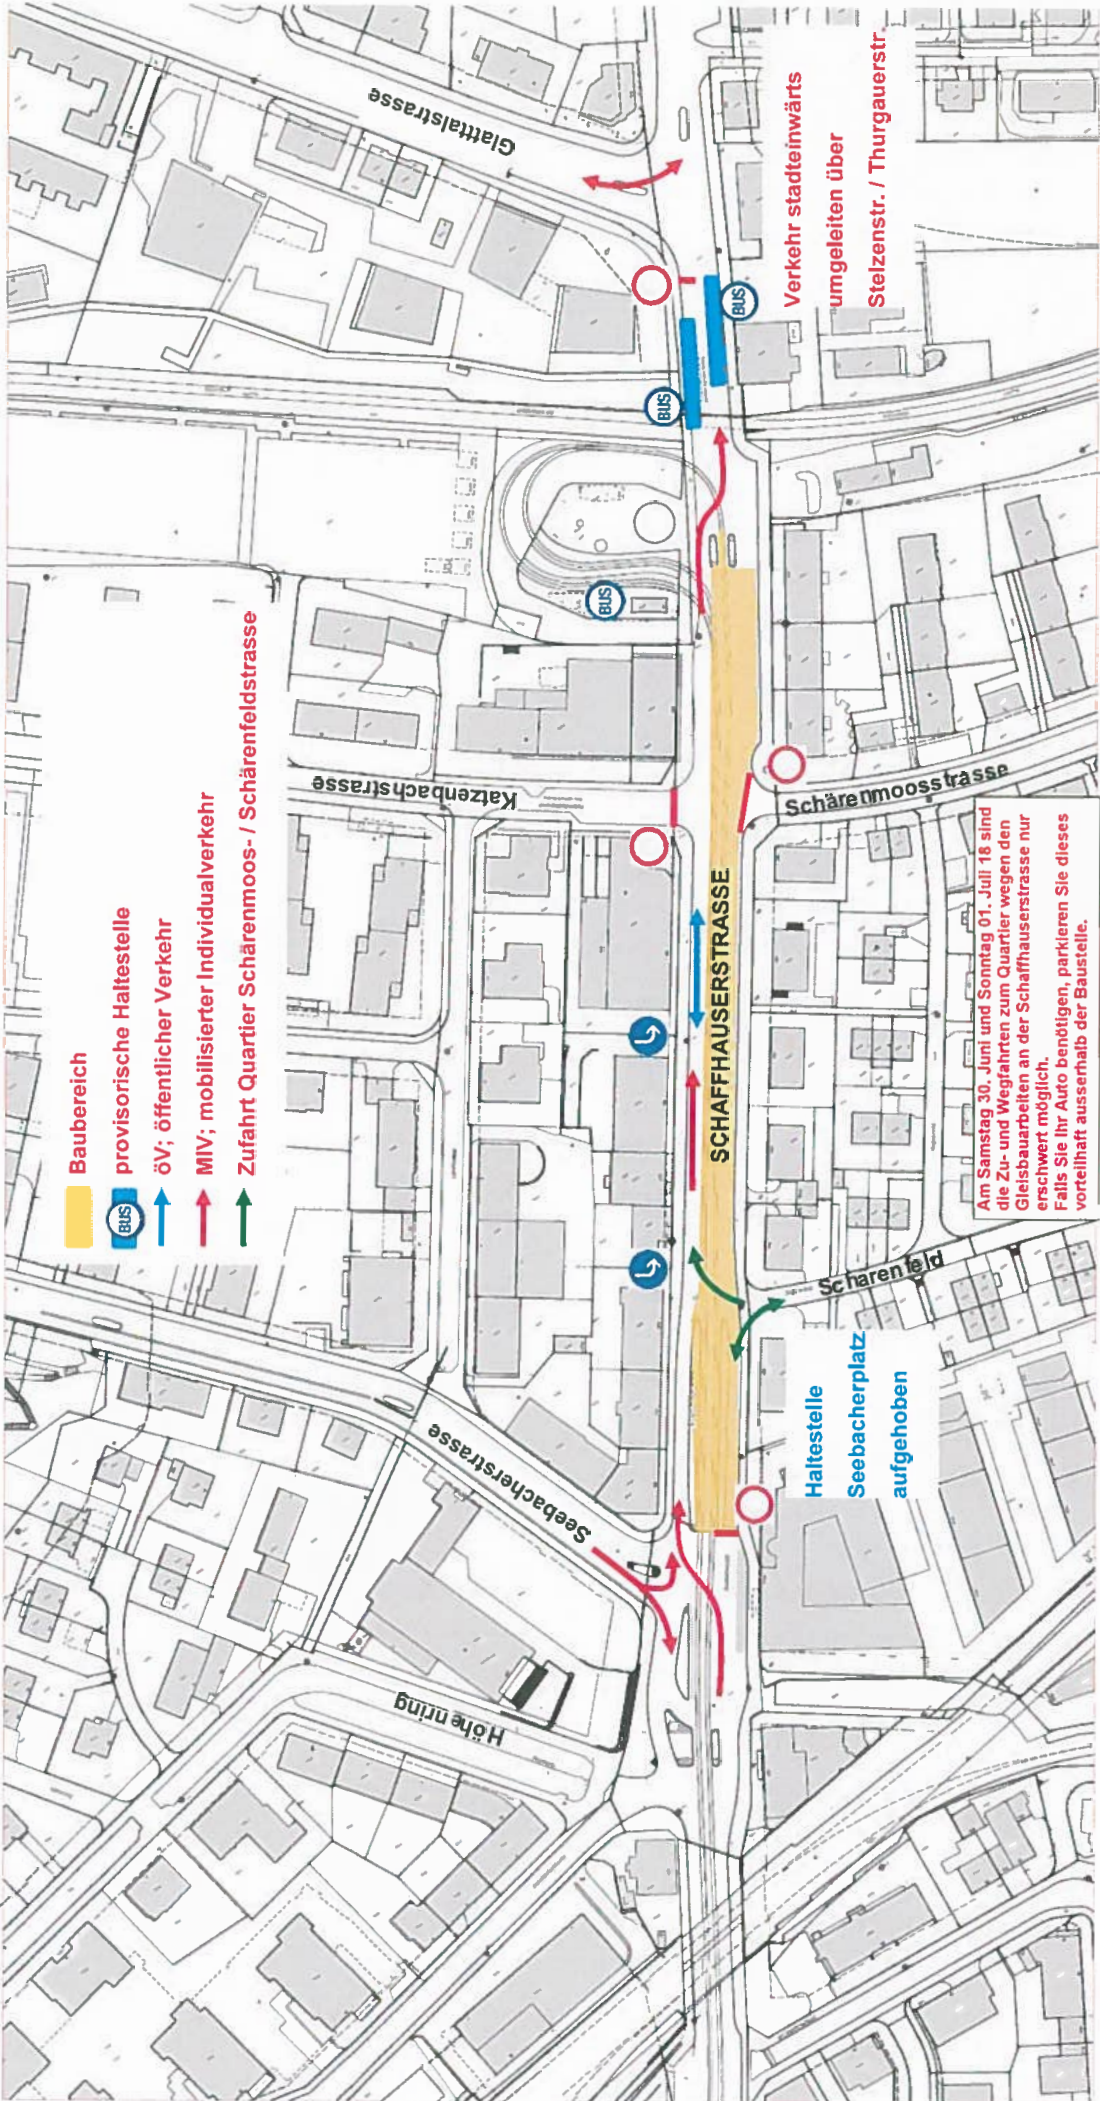 Baubereich
BUS
provisorische Haltestelle
öV; öffentlicher Verkehr
MIV; mobilisierter Individualverkehr
Zufahrt Quartier Schärenmoos- / Schärenfeldstrasse
Höhenring
Seebacherstrasse
Katzenbachstrasse
Glatttalstrasse
BUS
BUS
BUS
SCHAFFHAUSERSTRASSE
Haltestelle
Seebacherplatz
aufgehoben
Schärenfeld
Schärenmoosstrasse
Verkehr stadteinwärts
umgeleiten über
Stelzenstr. / Thurgauerstr.
Am Samstag 30. Juni und Sonntag 01. Juli 18 sind
die Zu- und Wegfahrten zum Quartier wegen den
Gleisbauarbeiten an der Schaffhauserstrasse nur
erschwert möglich.
Falls Sie Ihr Auto benötigen, parkieren Sie dieses
vorteilhaft ausserhalb der Baustelle.